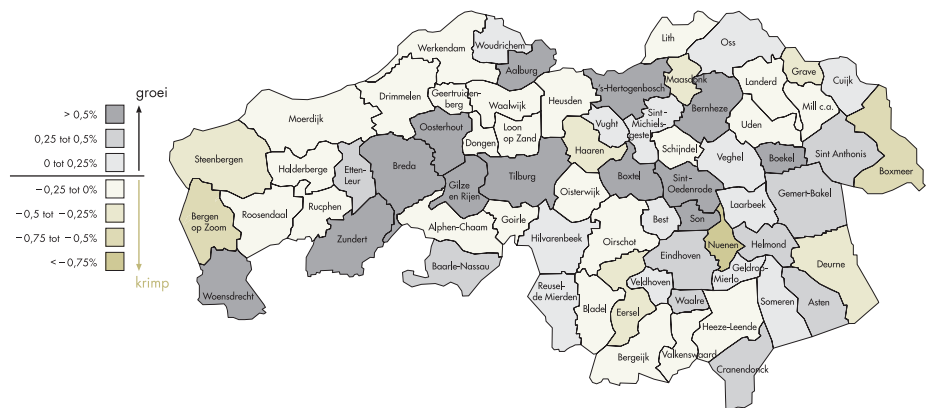 groei
> 0,5%
0,25 tot 0,5%
0 tot 0,25%
−0,25 tot 0%
−0,5 tot −0,25%
−0,75 tot −0,5%
<−0,75%
krimp
Werkendam
Woudrichem
Aalburg
Lith
Oss
Maasdonk
Grave
Cuijk
's-Hertogenbosch
Landerd
Mill c.a.
Drimmelen
Geertruiden-
berg
Waalwijk
Heusden
Bernheze
Moerdijk
Oosterhout
Dongen
Loon
op Zand
Vught
Sint-
Michiels-
gestel
Uden
Steenbergen
Halderberge
Etten-
Leur
Breda
Haaren
Schijndel
Veghel
Boekel
Sint Anthonis
Boxmeer
Gilze
en Rijen
Tilburg
Oisterwijk
Boxtel
Sint-
Oedenrode
Gemert-Bakel
Bergen
op Zoom
Roosendaal
Rucphen
Zundert
Alphen-Chaam
Goirle
Hilvarenbeek
Oirschot
Best
Son
Laarbeek
Nuenen
Helmond
Eindhoven
Deurne
Woensdrecht
Baarle-Nassau
Reusel-
de Mierden
Bladel
Eersel
Veldhoven
Waalre
Geldrop-
Mierlo
Someren
Asten
Heeze-Leende
Bergeijk
Valkenswaard
Cranendonck